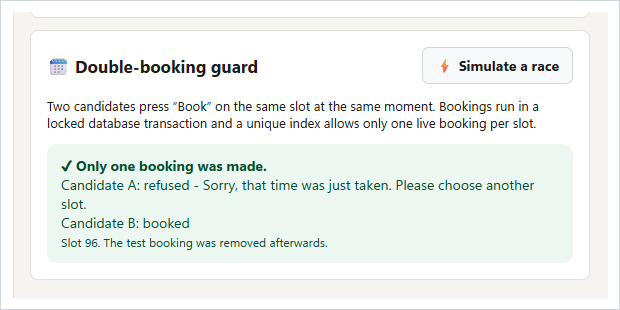 Double-booking guard
Simulate a race
Two candidates press “Book” on the same slot at the same moment. Bookings run in a
locked database transaction and a unique index allows only one live booking per slot.
✓ Only one booking was made.
Candidate A: refused - Sorry, that time was just taken. Please choose another
slot.
Candidate B: booked
Slot 96. The test booking was removed afterwards.